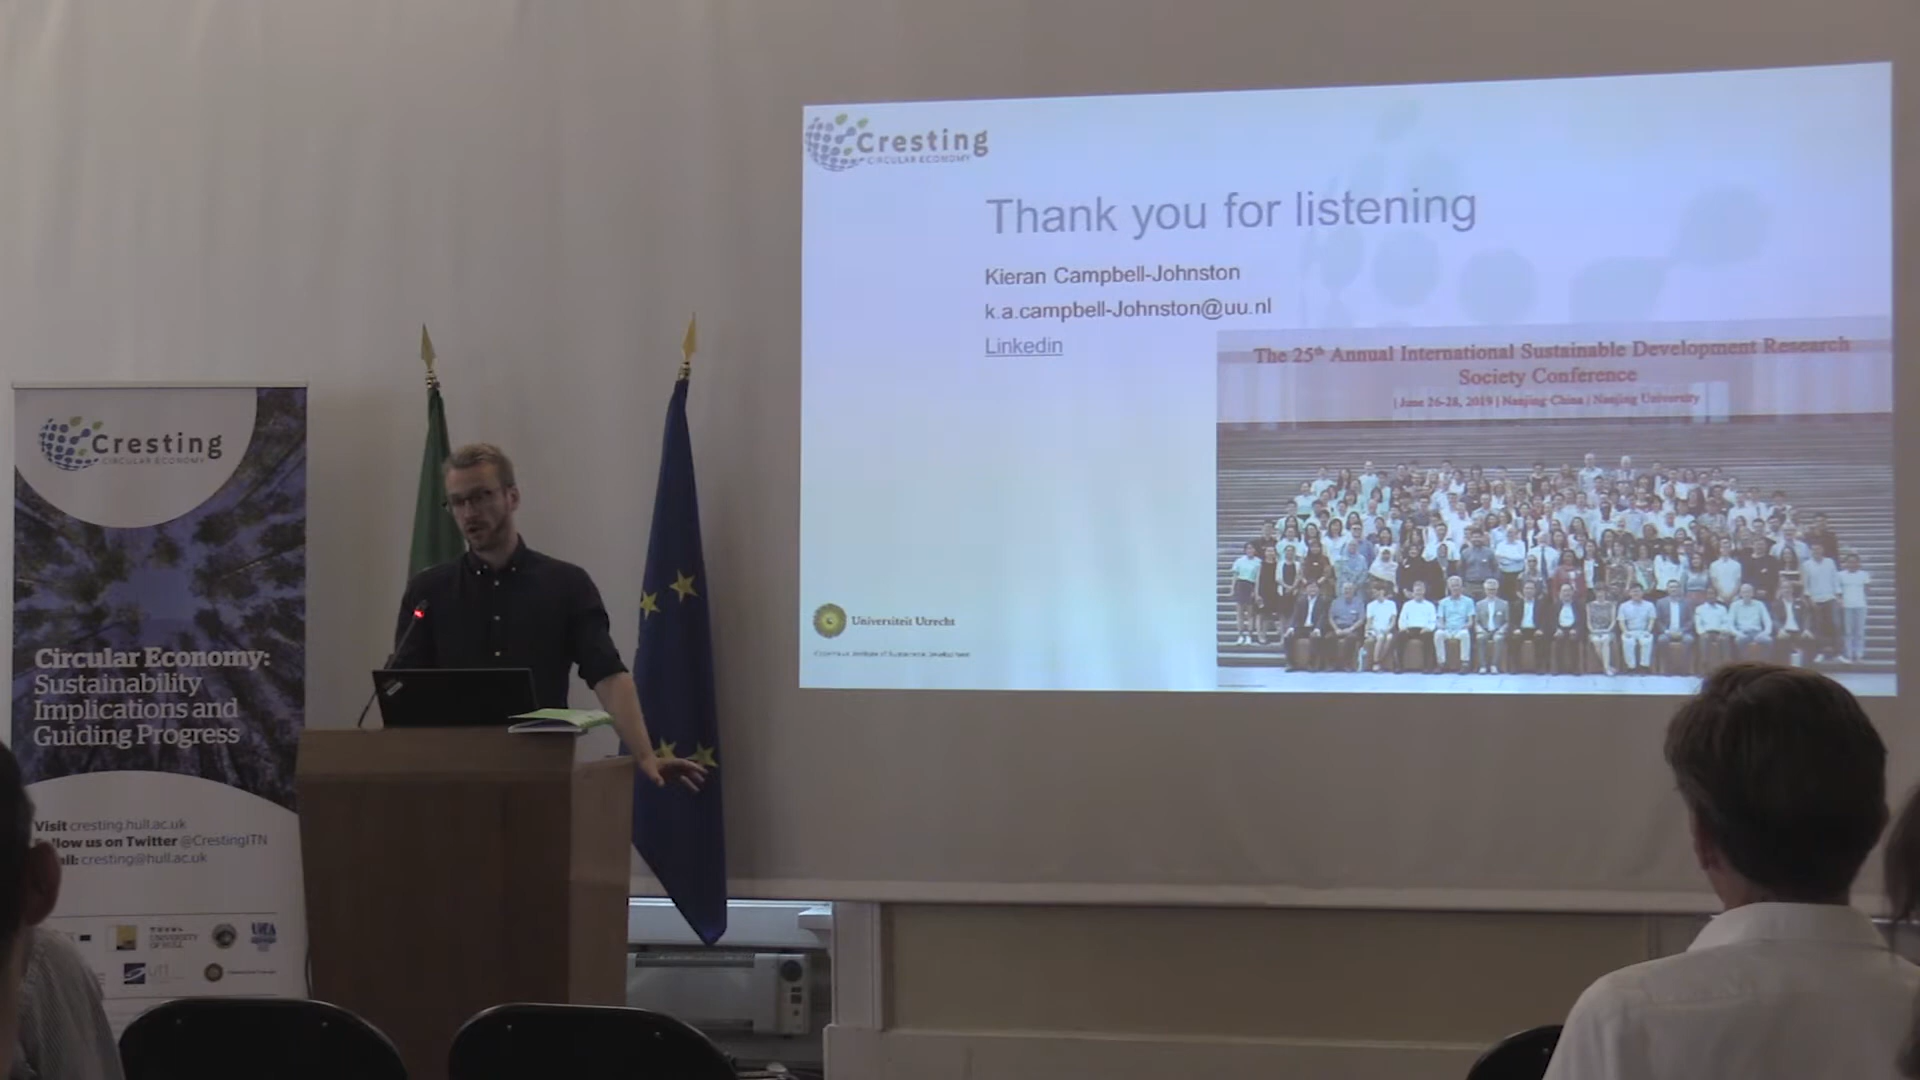 Cresting
CIRCULAR ECONOMY
Thank you for listening
Kieran Campbell-Johnston
k.a.campbell-Johnston@uu.nl
Linkedin
The 25th Annual International Sustainable Development Research
Society Conference
| June 26-28, 2019 | Nanjing·China | Nanjing University
Universiteit Utrecht
Cresting
CIRCULAR ECONOMY
Circular Economy:
Sustainability
Implications and
Guiding Progress
Visit cresting.hull.ac.uk
us on Twitter @CrestingITN
cresting@hull.ac.uk
UNIVERSITY
OF HULL